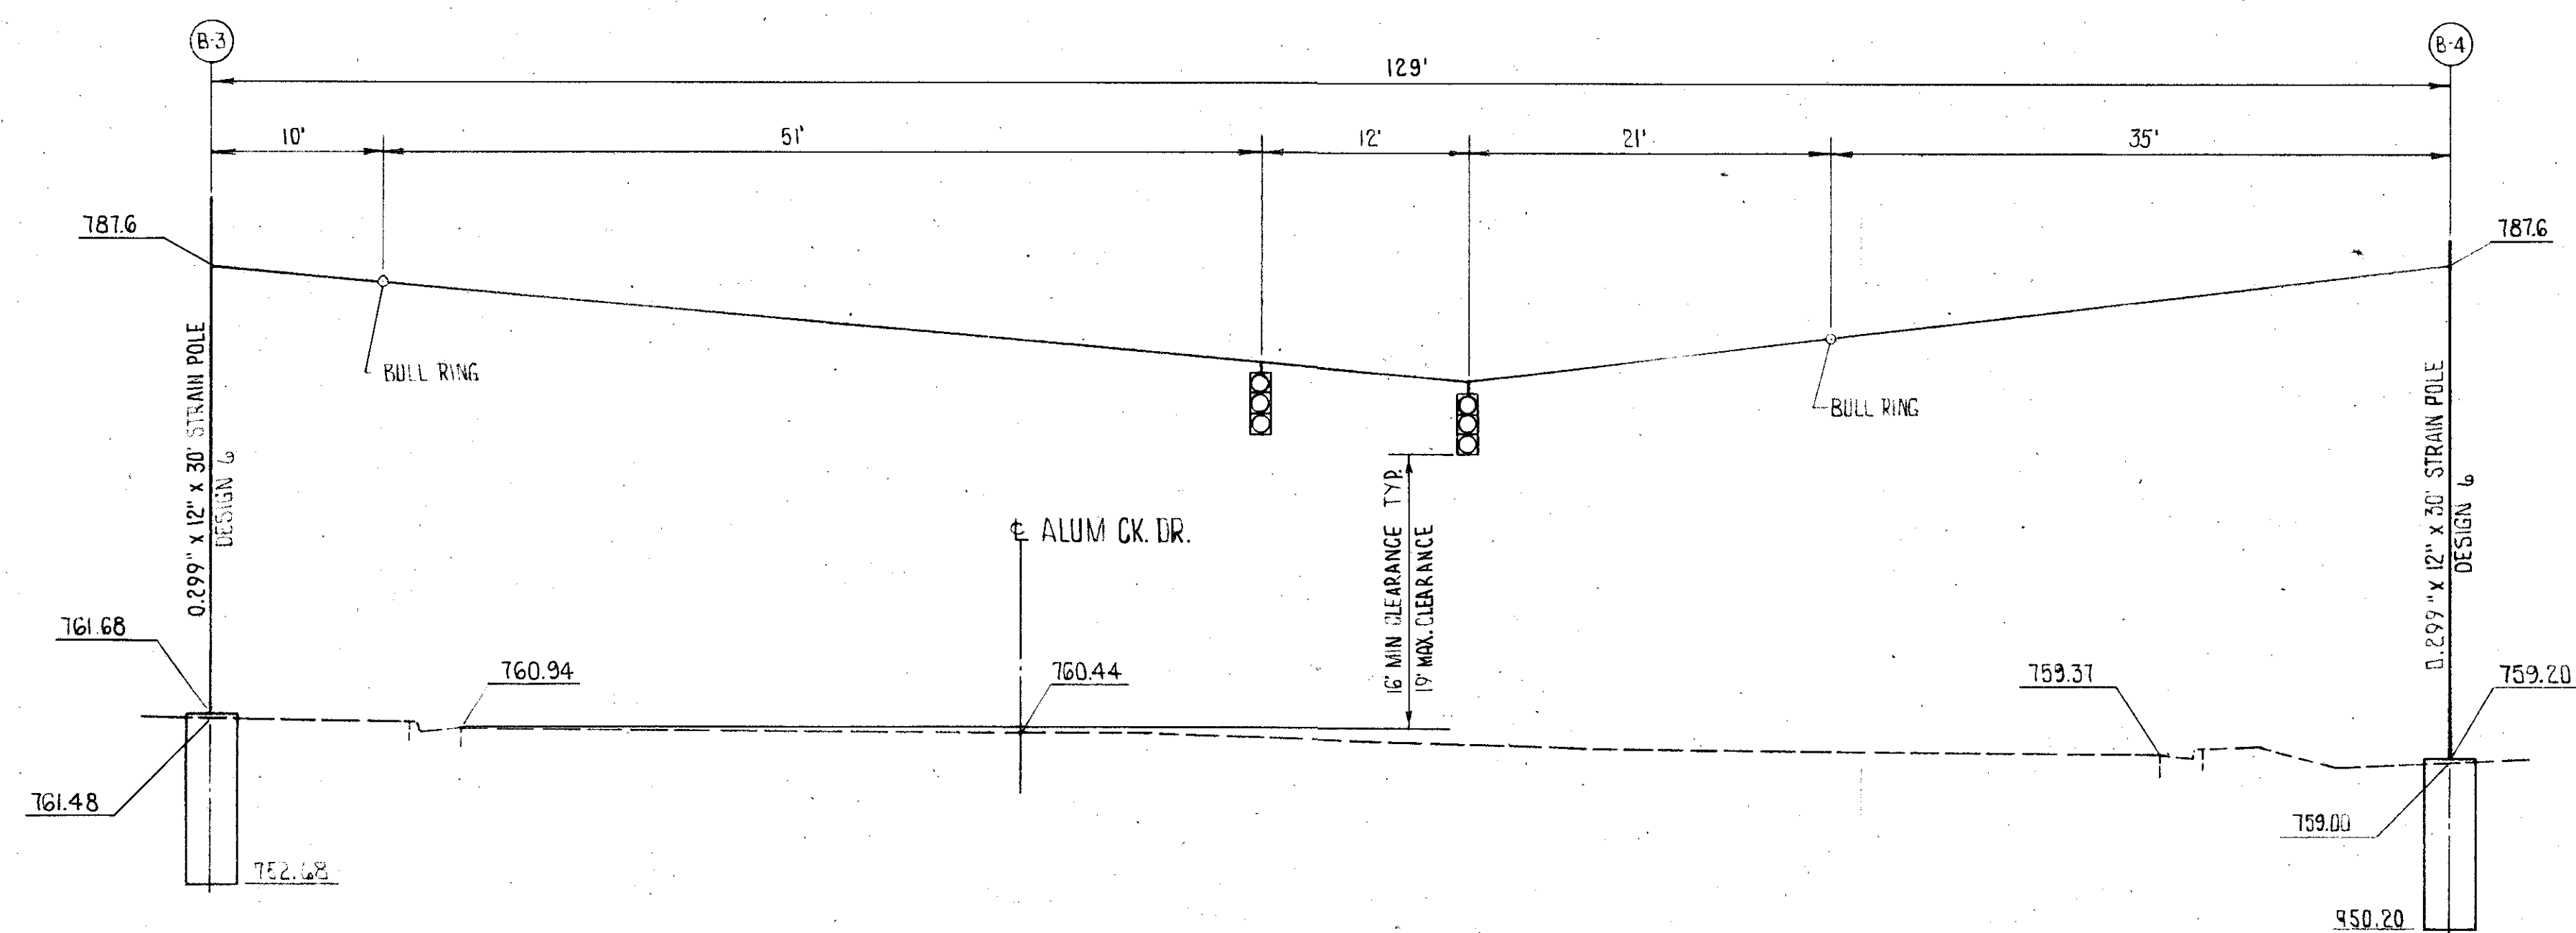 B-3
B-4
129'
10'
51'
12'
21'
35'
787.6
787.6
BULL RING
BULL RING
0.299" x 12" x 30' STRAIN POLE
DESIGN 6
0.299" x 12" x 30' STRAIN POLE
DESIGN 6
16' MIN CLEARANCE TYP.
19' MAX. CLEARANCE
℄ ALUM CK. DR.
761.68
760.94
760.44
759.37
759.20
761.48
759.00
752.68
950.20